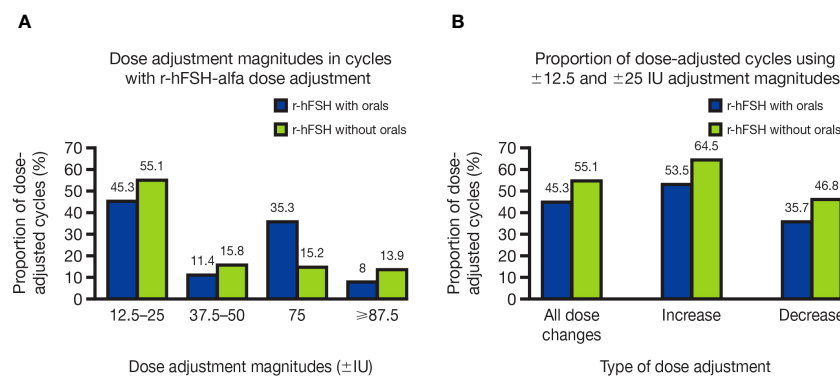 A
Dose adjustment magnitudes in cycles
with r-hFSH-alfa dose adjustment
r-hFSH with orals
r-hFSH without orals
Proportion of dose-
adjusted cycles (%)
70
60
50
40
30
20
10
0
45.3
55.1
11.4
15.8
35.3
15.2
8
13.9
12.5–25
37.5–50
75
≥87.5
Dose adjustment magnitudes (±IU)
B
Proportion of dose-adjusted cycles using
±12.5 and ±25 IU adjustment magnitudes
r-hFSH with orals
r-hFSH without orals
Proportion of dose-
adjusted cycles (%)
70
60
50
40
30
20
10
0
45.3
55.1
53.5
64.5
35.7
46.8
All dose
changes
Increase
Decrease
Type of dose adjustment